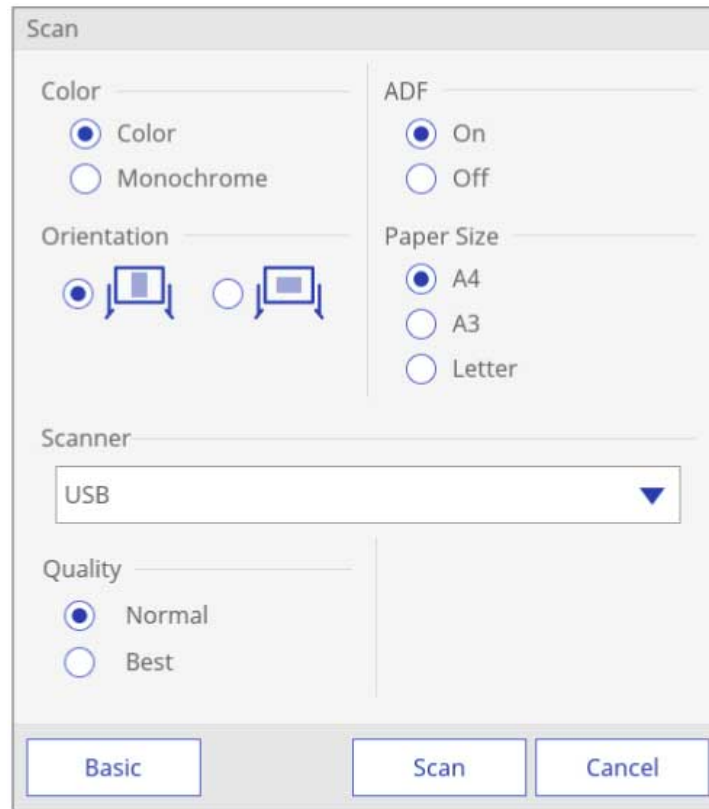 Scan
Color
Color
Monochrome
Orientation
ADF
On
Off
Paper Size
A4
A3
Letter
Scanner
USB
Quality
Normal
Best
Basic
Scan
Cancel